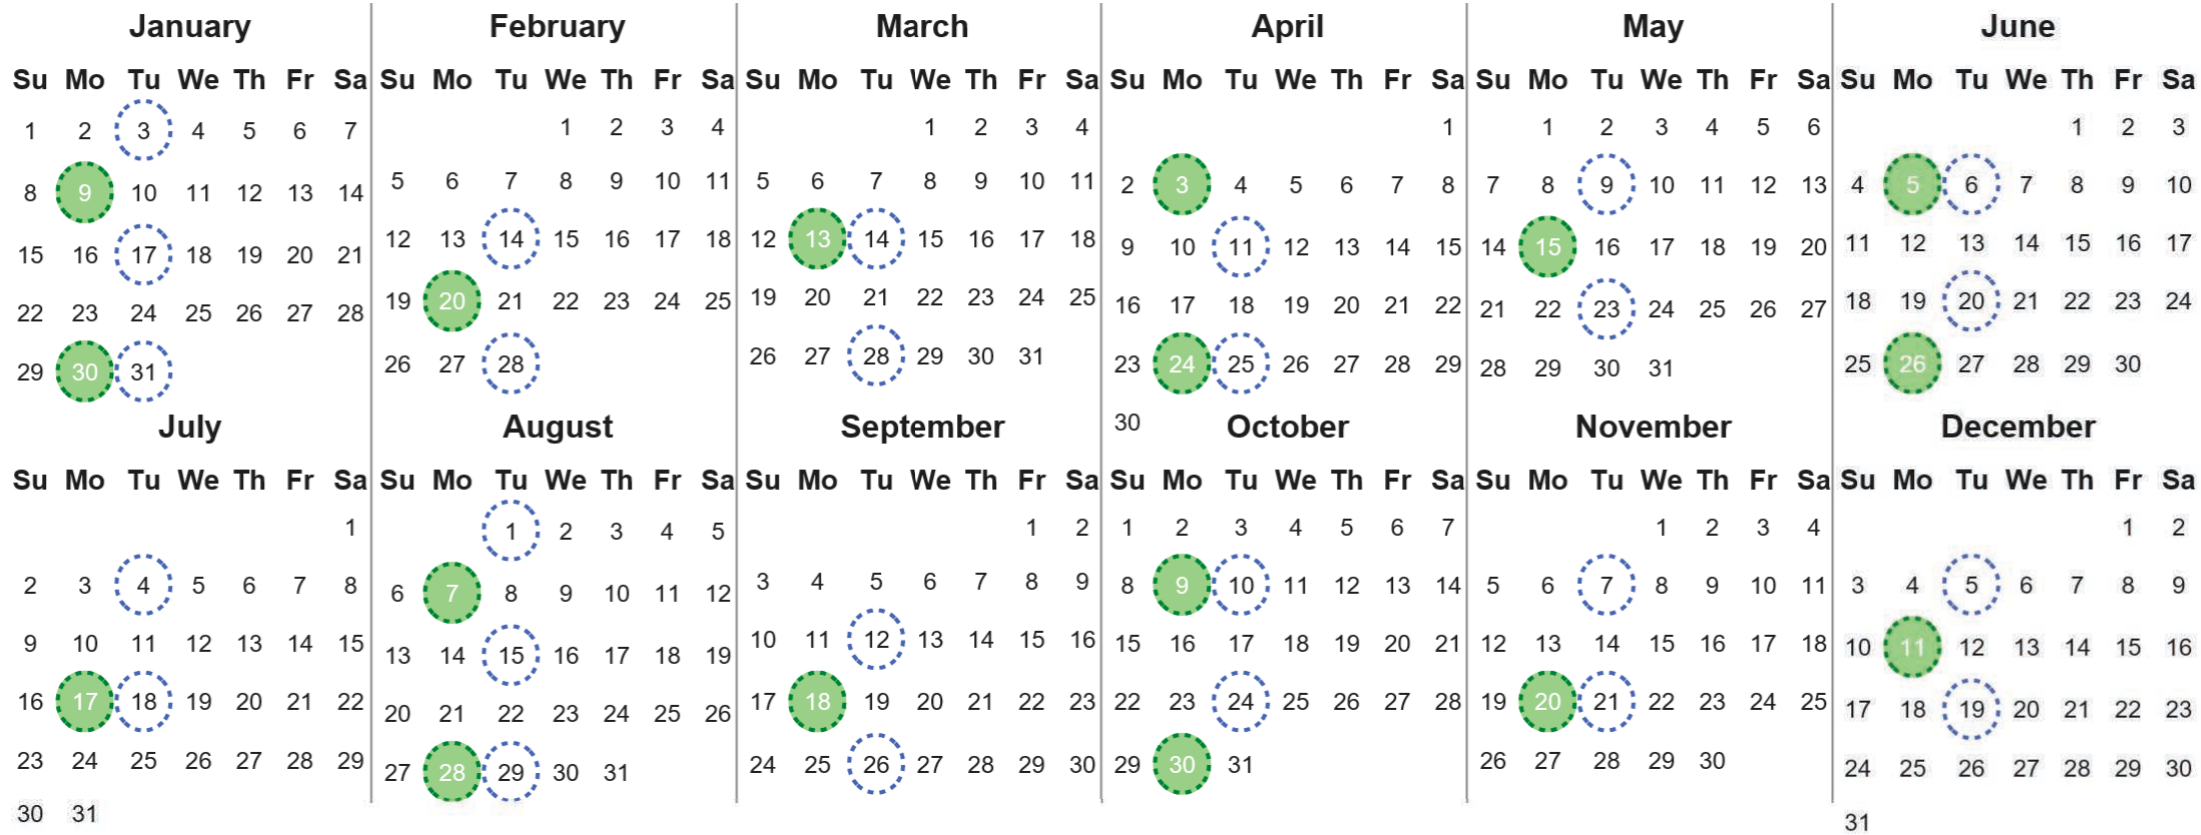 January
Su Mo Tu We Th Fr Sa
1 2 3 4 5 6 7
8 9 10 11 12 13 14
15 16 17 18 19 20 21
22 23 24 25 26 27 28
29 30 31
February
Su Mo Tu We Th Fr Sa
1 2 3 4
5 6 7 8 9 10 11
12 13 14 15 16 17 18
19 20 21 22 23 24 25
26 27 28
March
Su Mo Tu We Th Fr Sa
1 2 3 4
5 6 7 8 9 10 11
12 13 14 15 16 17 18
19 20 21 22 23 24 25
26 27 28 29 30 31
April
Su Mo Tu We Th Fr Sa
1
2 3 4 5 6 7 8
9 10 11 12 13 14 15
16 17 18 19 20 21 22
23 24 25 26 27 28 29
30
May
Su Mo Tu We Th Fr Sa
1 2 3 4 5 6
7 8 9 10 11 12 13
14 15 16 17 18 19 20
21 22 23 24 25 26 27
28 29 30 31
June
Su Mo Tu We Th Fr Sa
1 2 3
4 5 6 7 8 9 10
11 12 13 14 15 16 17
18 19 20 21 22 23 24
25 26 27 28 29 30
July
Su Mo Tu We Th Fr Sa
1
2 3 4 5 6 7 8
9 10 11 12 13 14 15
16 17 18 19 20 21 22
23 24 25 26 27 28 29
30 31
August
Su Mo Tu We Th Fr Sa
1 2 3 4 5
6 7 8 9 10 11 12
13 14 15 16 17 18 19
20 21 22 23 24 25 26
27 28 29 30 31
September
Su Mo Tu We Th Fr Sa
1 2
3 4 5 6 7 8 9
10 11 12 13 14 15 16
17 18 19 20 21 22 23
24 25 26 27 28 29 30
October
Su Mo Tu We Th Fr Sa
1 2 3 4 5 6 7
8 9 10 11 12 13 14
15 16 17 18 19 20 21
22 23 24 25 26 27 28
29 30 31
November
Su Mo Tu We Th Fr Sa
1 2 3 4
5 6 7 8 9 10 11
12 13 14 15 16 17 18
19 20 21 22 23 24 25
26 27 28 29 30
December
Su Mo Tu We Th Fr Sa
1 2
3 4 5 6 7 8 9
10 11 12 13 14 15 16
17 18 19 20 21 22 23
24 25 26 27 28 29 30
31